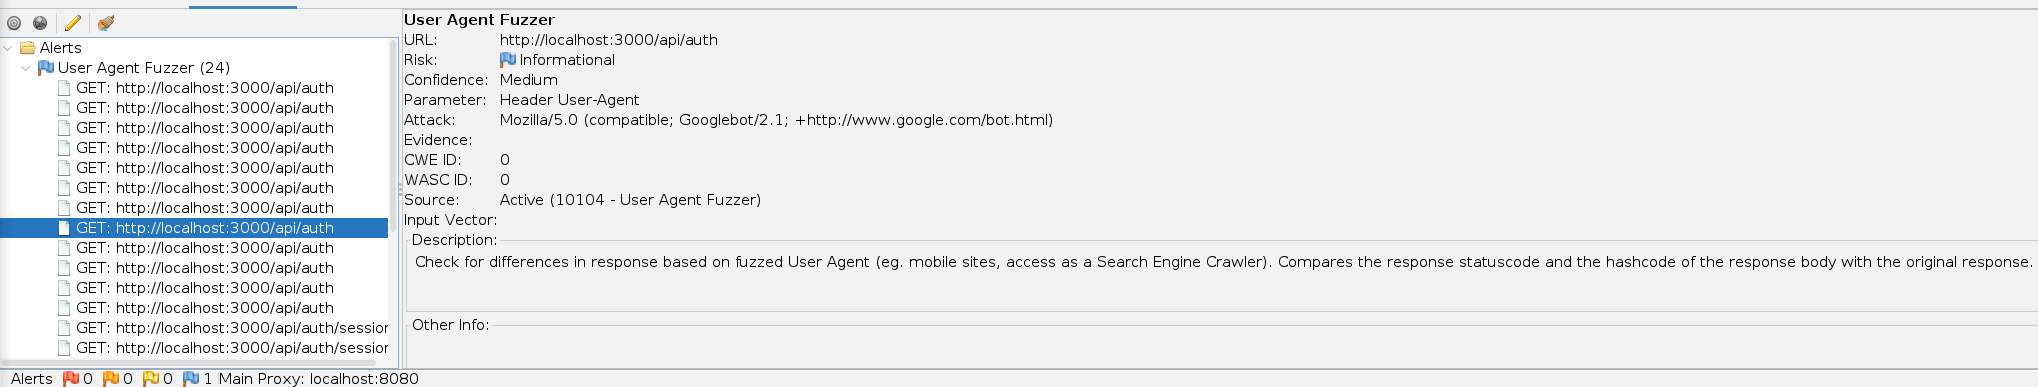 Alerts
User Agent Fuzzer (24)
GET: http://localhost:3000/api/auth
GET: http://localhost:3000/api/auth
GET: http://localhost:3000/api/auth
GET: http://localhost:3000/api/auth
GET: http://localhost:3000/api/auth
GET: http://localhost:3000/api/auth
GET: http://localhost:3000/api/auth
GET: http://localhost:3000/api/auth
GET: http://localhost:3000/api/auth
GET: http://localhost:3000/api/auth
GET: http://localhost:3000/api/auth
GET: http://localhost:3000/api/auth
GET: http://localhost:3000/api/auth/session
GET: http://localhost:3000/api/auth/session
User Agent Fuzzer
URL: http://localhost:3000/api/auth
Risk: Informational
Confidence: Medium
Parameter: Header User-Agent
Attack: Mozilla/5.0 (compatible; Googlebot/2.1; +http://www.google.com/bot.html)
Evidence:
CWE ID: 0
WASC ID: 0
Source: Active (10104 - User Agent Fuzzer)
Input Vector:
Description:
Check for differences in response based on fuzzed User Agent (eg. mobile sites, access as a Search Engine Crawler). Compares the response statuscode and the hashcode of the response body with the original response.
Other Info:
Alerts 0 0 0 1 Main Proxy: localhost:8080